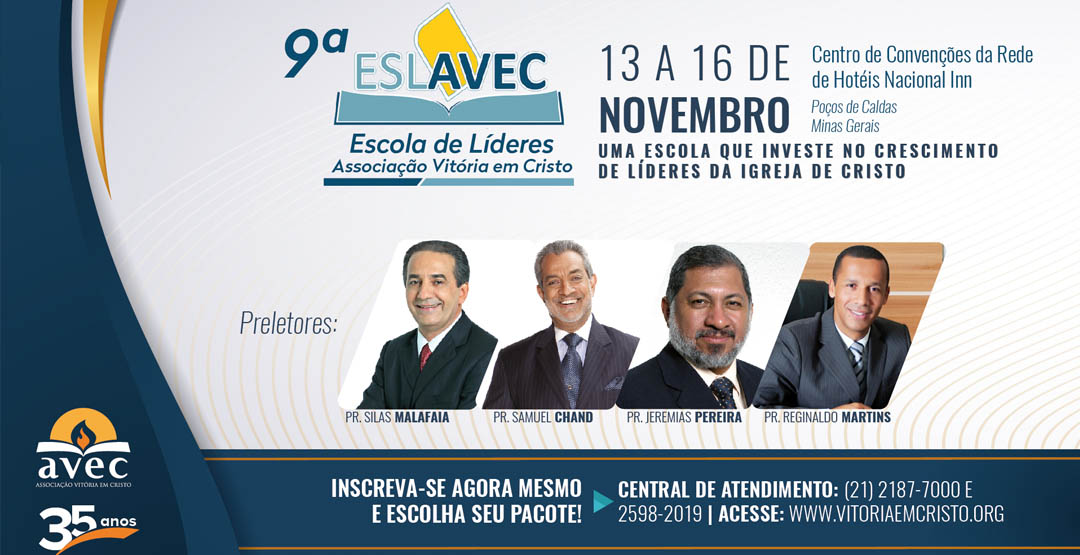 9ª
ESLAVEC
Escola de Líderes
Associação Vitória em Cristo
13 A 16 DE
NOVEMBRO
Centro de Convenções da Rede
de Hotéis Nacional Inn
Poços de Caldas
Minas Gerais
UMA ESCOLA QUE INVESTE NO CRESCIMENTO
DE LÍDERES DA IGREJA DE CRISTO
Preletores:
PR. SILAS MALAFAIA
PR. SAMUEL CHAND
PR. JEREMIAS PEREIRA
PR. REGINALDO MARTINS
avec
ASSOCIAÇÃO VITÓRIA EM CRISTO
35 anos
INSCREVA-SE AGORA MESMO
E ESCOLHA SEU PACOTE!
CENTRAL DE ATENDIMENTO: (21) 2187-7000 E
2598-2019 | ACESSE: WWW.VITORIAEMCRISTO.ORG